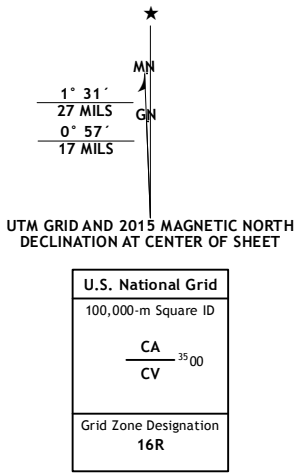 MN
1° 31´
27 MILS
GN
0° 57´
17 MILS
UTM GRID AND 2015 MAGNETIC NORTH
DECLINATION AT CENTER OF SHEET
U.S. National Grid
100,000-m Square ID
CA
3500
CV
Grid Zone Designation
16R